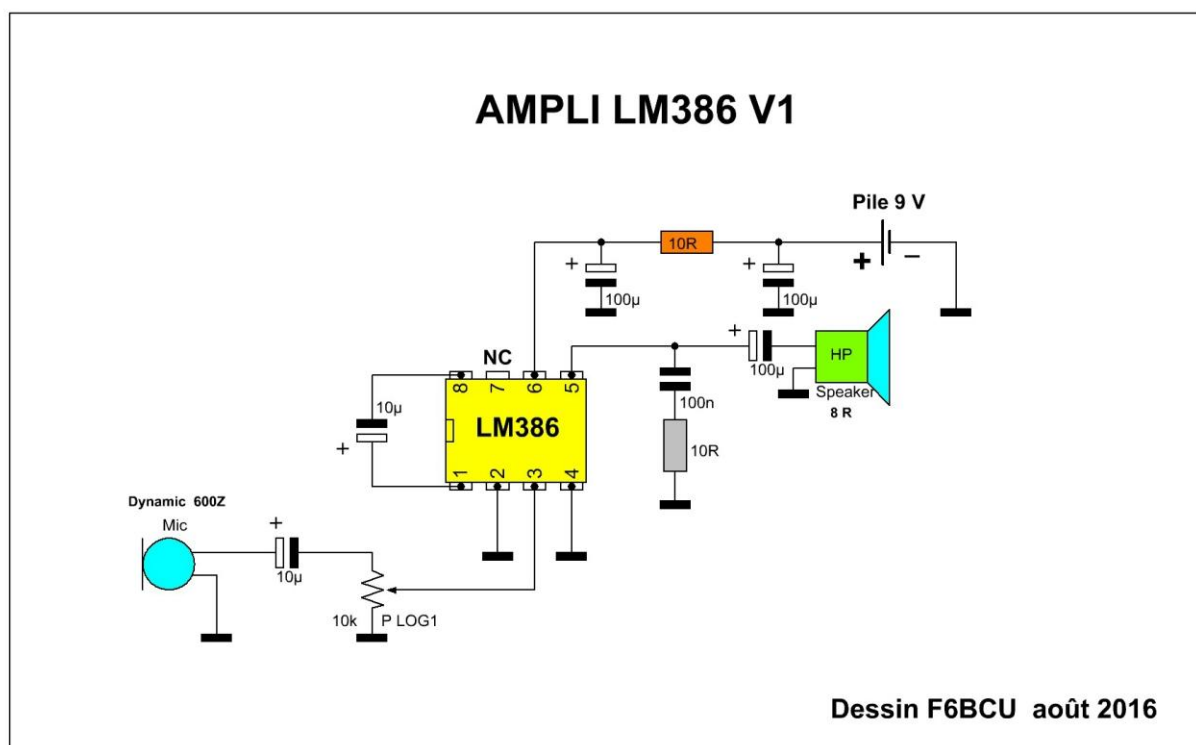 AMPLI LM386 V1
Pile 9 V
10R
+ −
+ 100µ
+ 100µ
NC
8 7 6 5
+ 100µ
HP
Speaker
8 R
100n
10R
10µ
+
LM386
1 2 3 4
Dynamic 600Z
Mic
+
10µ
10k P LOG1
Dessin F6BCU août 2016